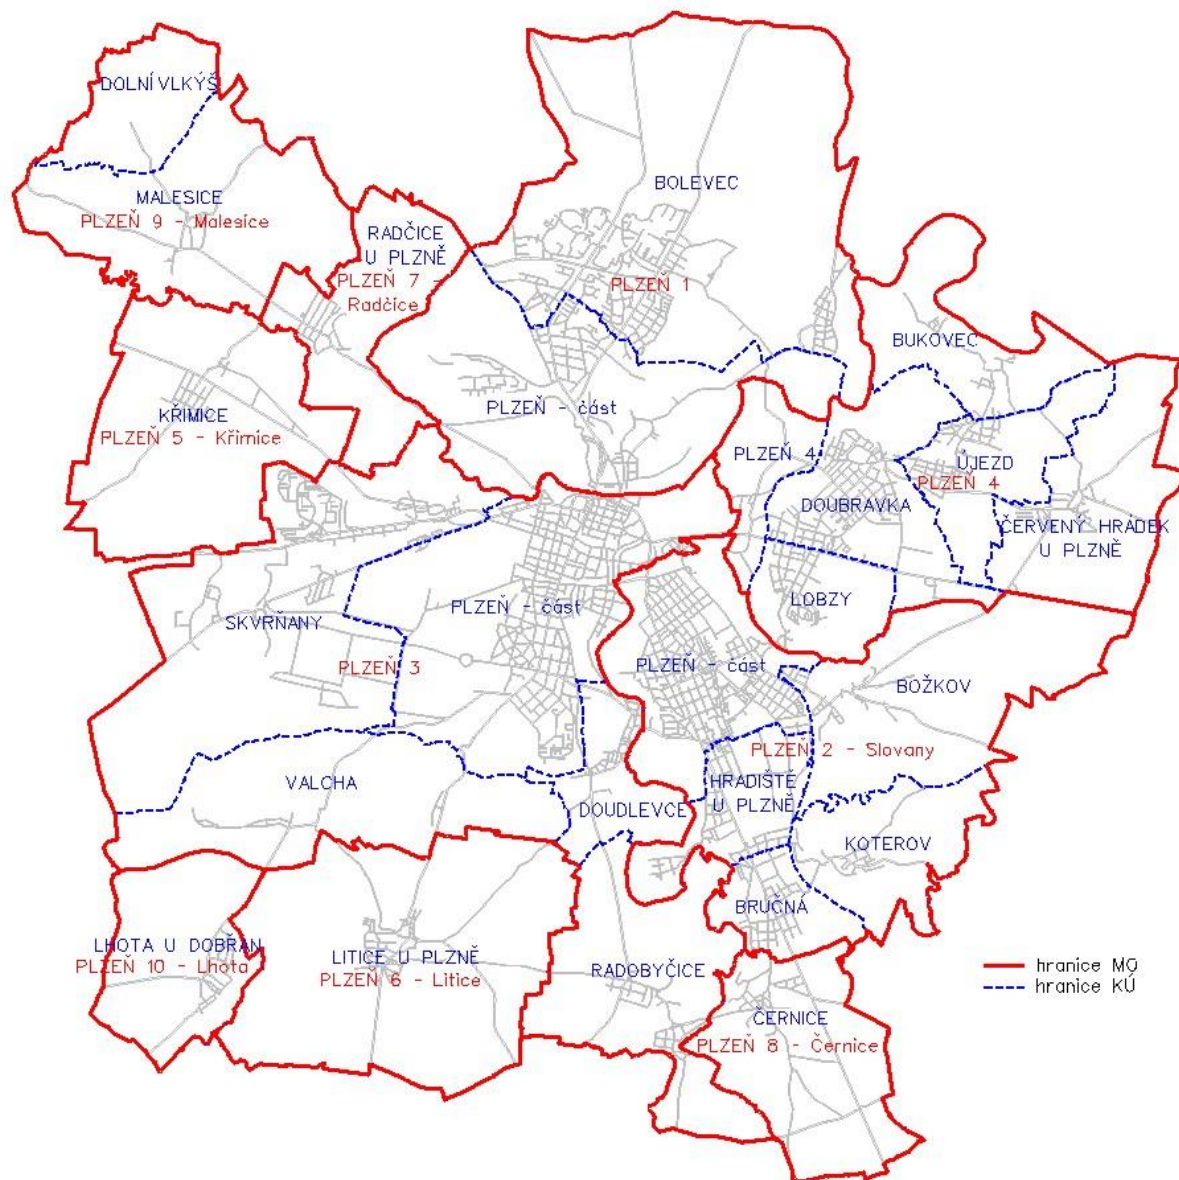 DOLNÍ VLKÝŠ
BOLEVEC
MALESICE
PLZEŇ 9 - Malesice
RADČICE
U PLZNĚ
PLZEŇ 7 -
Radčice
PLZEŇ 1
BUKOVEC
KŘIMICE
PLZEŇ 5 - Křimice
PLZEŇ - část
PLZEŇ 4
ÚJEZD
PLZEŇ 4
DOUBRAVKA
ČERVENÝ HRÁDEK
U PLZNĚ
LOBZY
PLZEŇ - část
SKVRŇANY
PLZEŇ 3
PLZEŇ - část
BOŽKOV
PLZEŇ 2 - Slovany
VALCHA
HRADIŠTĚ
U PLZNĚ
DOUDLEVCE
KOTEROV
BRUČNÁ
LHOTA U DOBŘAN
PLZEŇ 10 - Lhota
LITICE U PLZNĚ
PLZEŇ 6 - Litice
RADOBYČICE
ČERNICE
PLZEŇ 8 - Černice
hranice MO
hranice KÚ